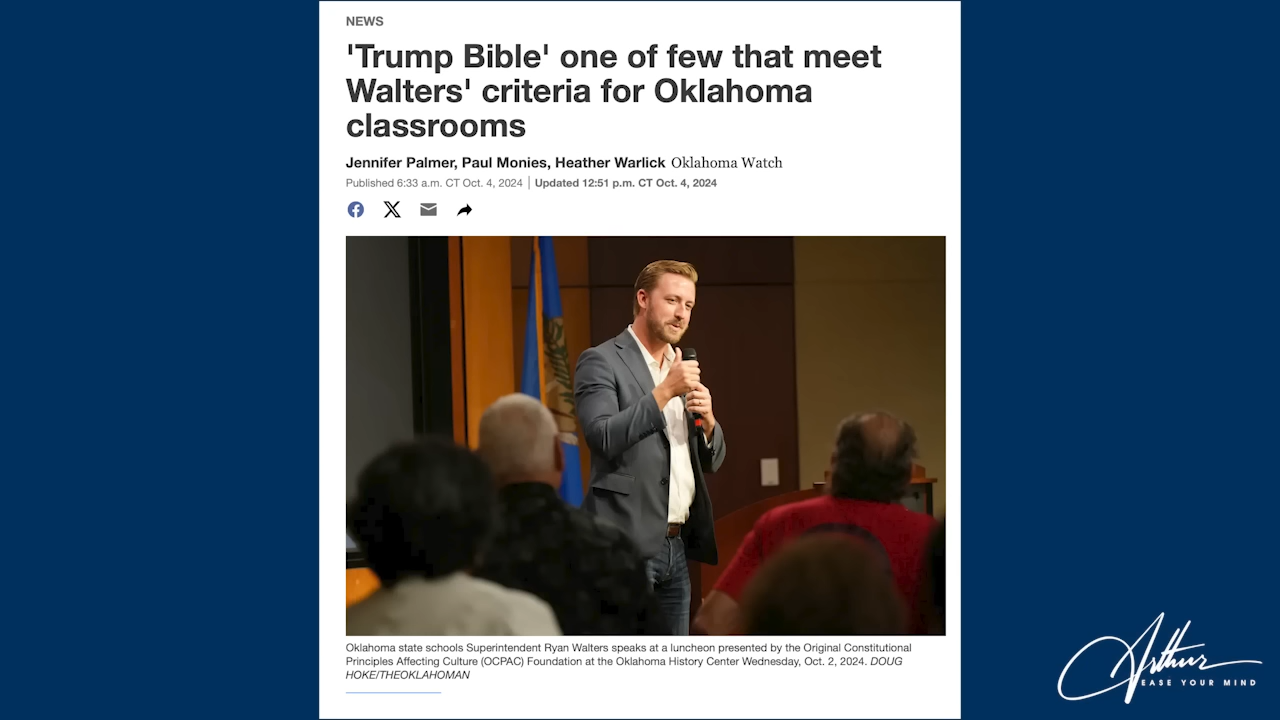 NEWS
'Trump Bible' one of few that meet
Walters' criteria for Oklahoma
classrooms
Jennifer Palmer, Paul Monies, Heather Warlick Oklahoma Watch
Published 6:33 a.m. CT Oct. 4, 2024 | Updated 12:51 p.m. CT Oct. 4, 2024
Oklahoma state schools Superintendent Ryan Walters speaks at a luncheon presented by the Original Constitutional
Principles Affecting Culture (OCPAC) Foundation at the Oklahoma History Center Wednesday, Oct. 2, 2024. DOUG
HOKE/THEOKLAHOMAN
Arthur
EASE YOUR MIND